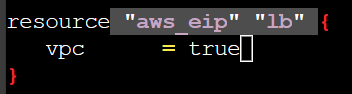 resource "aws_eip" "lb" {
vpc = true
}